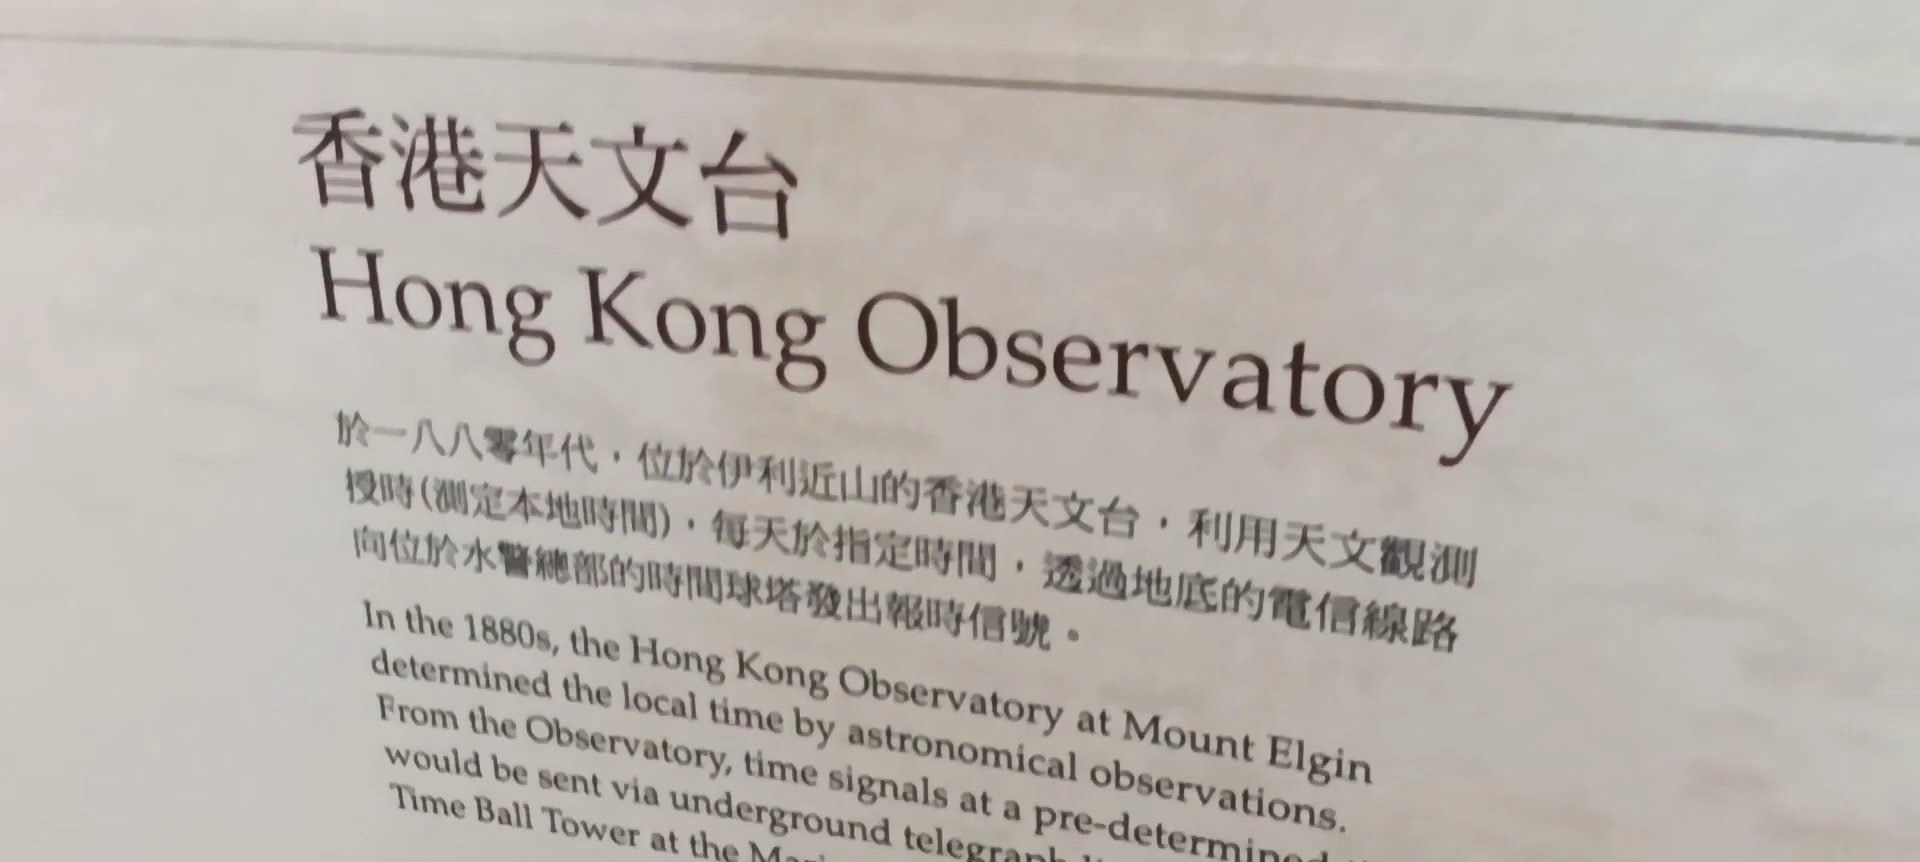 香港天文台
Hong Kong Observatory
於一八八零年代，位於伊利近山的香港天文台，利用天文觀測
授時(測定本地時間)，每天於指定時間，透過地底的電信線路
向位於水警總部的時間球塔發出報時信號。
In the 1880s, the Hong Kong Observatory at Mount Elgin
determined the local time by astronomical observations.
From the Observatory, time signals at a pre-determined
would be sent via underground telegraph
Time Ball Tower at the